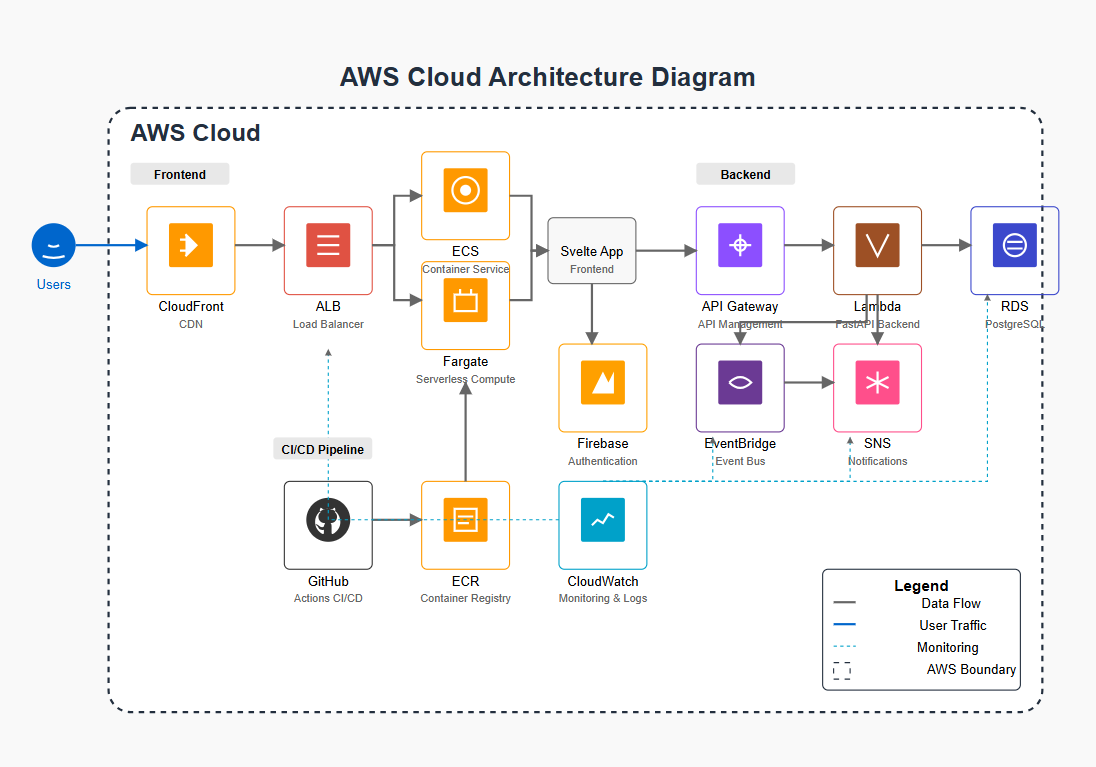 AWS Cloud Architecture Diagram
AWS Cloud
Frontend
Backend
ECS
Container Service
Svelte App
Frontend
Users
CloudFront
CDN
ALB
Load Balancer
API Gateway
API Management
Lambda
FastAPI Backend
RDS
PostgreSQL
Fargate
Serverless Compute
Firebase
Authentication
EventBridge
Event Bus
SNS
Notifications
CI/CD Pipeline
GitHub
Actions CI/CD
ECR
Container Registry
CloudWatch
Monitoring & Logs
Legend
Data Flow
User Traffic
Monitoring
AWS Boundary